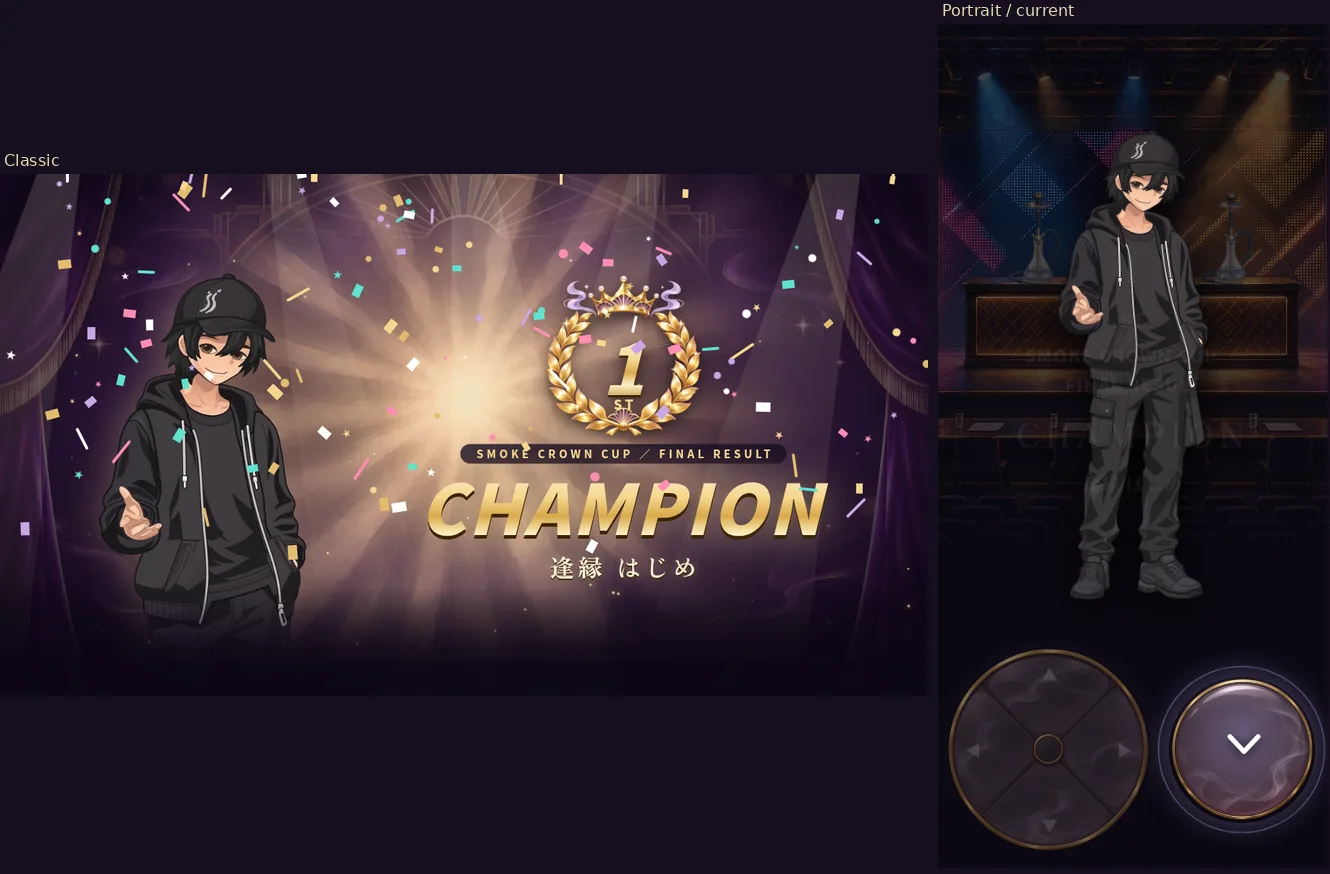 Portrait / current
Classic
1
ST
SMOKE CROWN CUP ／ FINAL RESULT
CHAMPION
逢縁 はじめ